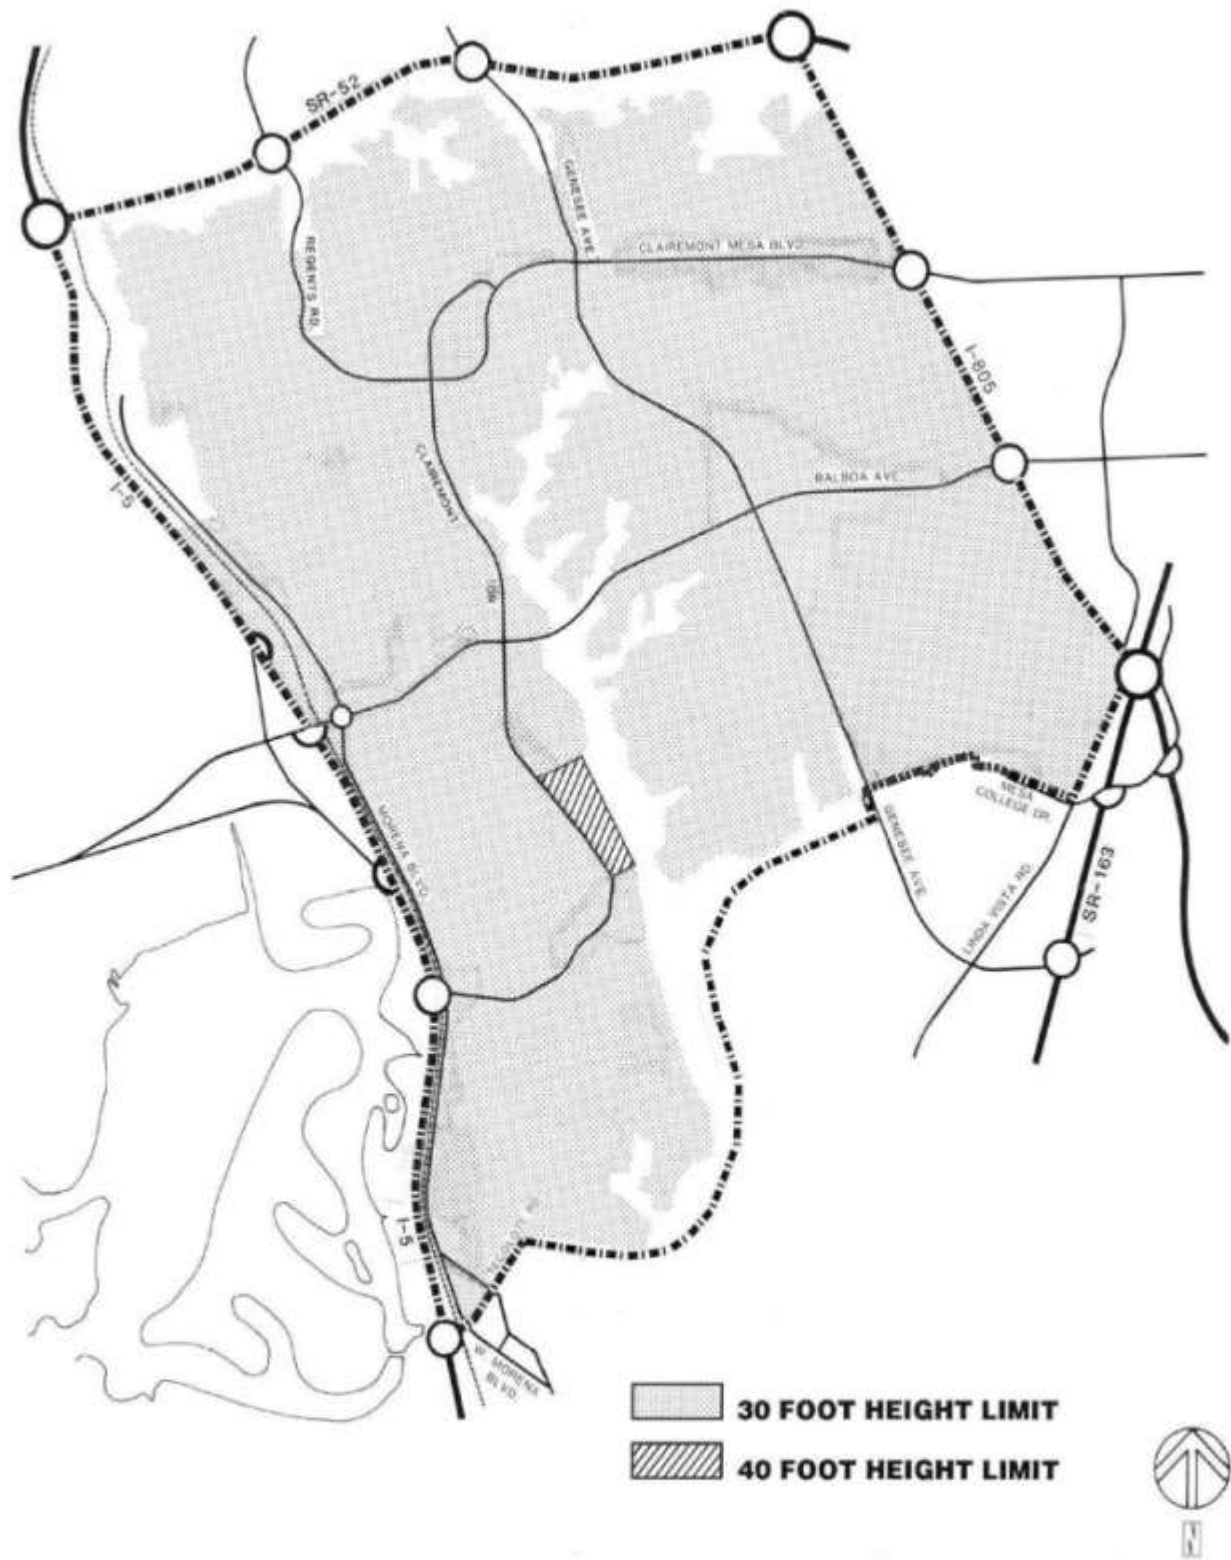 SR-52
GENESEE AVE.
CLAIREMONT MESA BLVD.
REGENTS RD.
I-805
CLAIREMONT
BALBOA AVE.
I-5
MORENA BLVD.
MESA
COLLEGE DR.
GENESEE AVE.
LINDA VISTA RD.
SR-163
I-5
W. MORENA
BLVD.
30 FOOT HEIGHT LIMIT
40 FOOT HEIGHT LIMIT